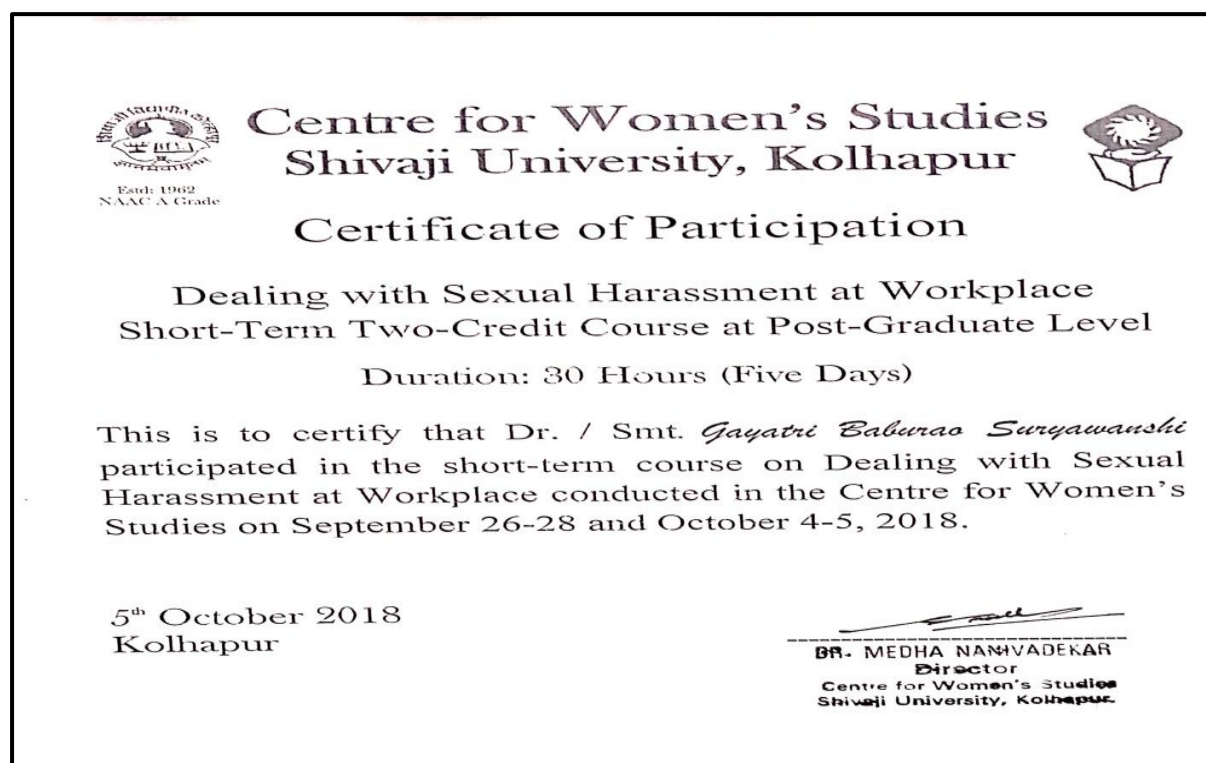 Centre for Women's Studies
Shivaji University, Kolhapur
Estd: 1962
NAAC A Grade
Certificate of Participation
Dealing with Sexual Harassment at Workplace
Short-Term Two-Credit Course at Post-Graduate Level
Duration: 30 Hours (Five Days)
This is to certify that Dr. / Smt. Gayatri Baburao Suryawanshi
participated in the short-term course on Dealing with Sexual
Harassment at Workplace conducted in the Centre for Women's
Studies on September 26-28 and October 4-5, 2018.
5th October 2018
Kolhapur
DR. MEDHA NANIVADEKAR
Director
Centre for Women's Studies
Shivaji University, Kolhapur.